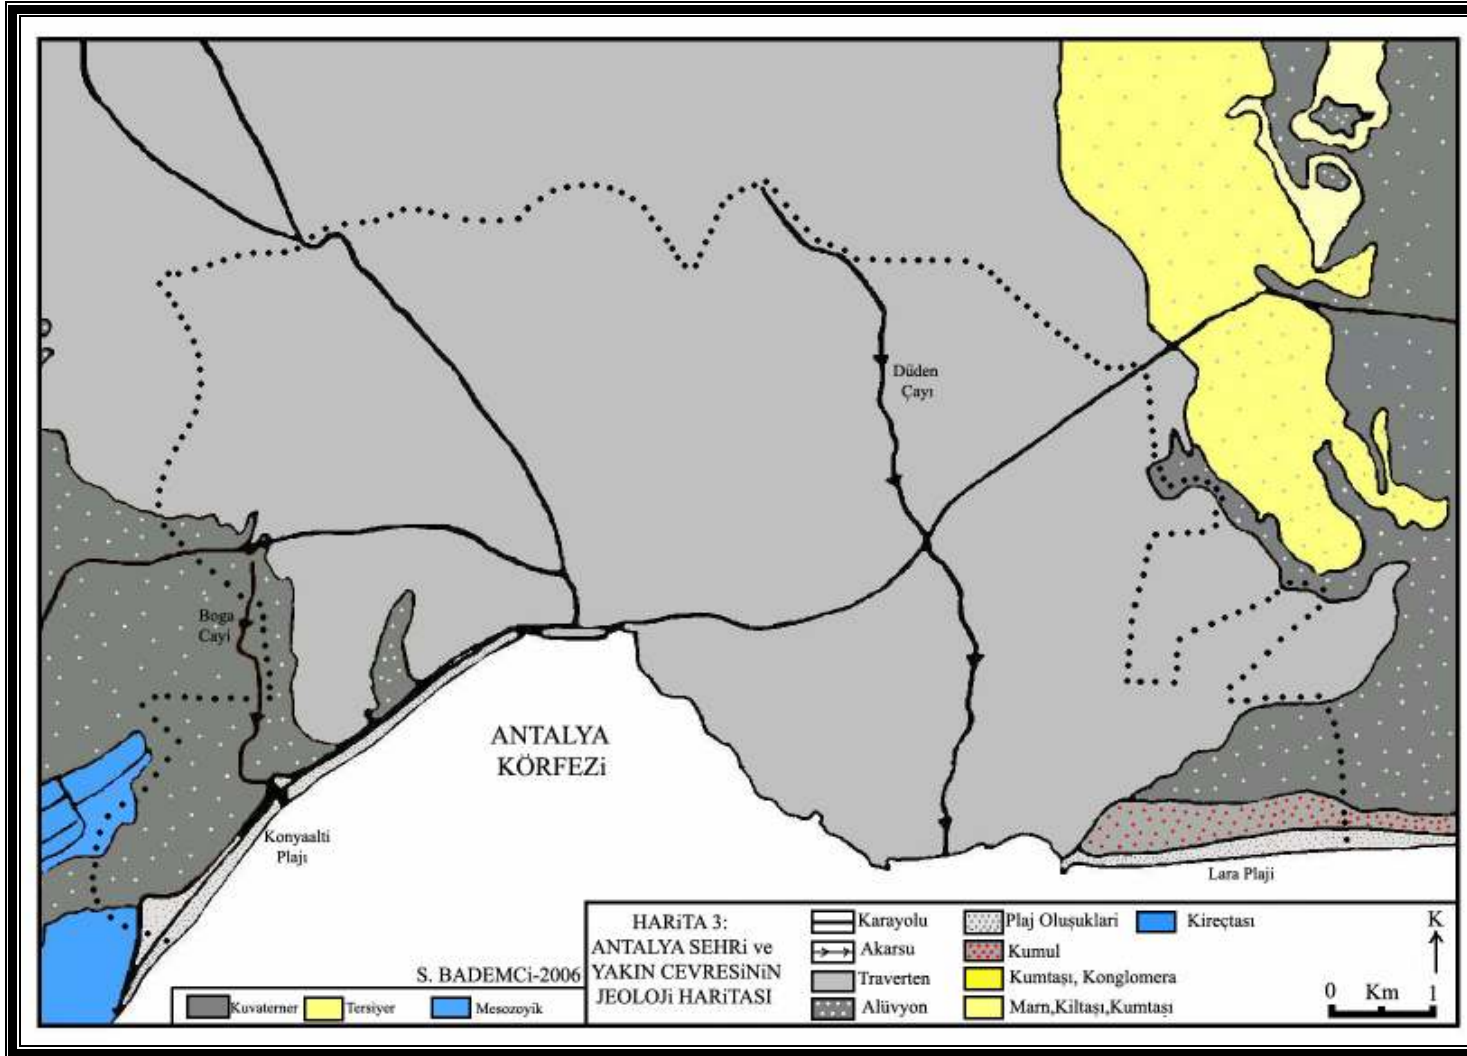 Düden
Çayı
Boga
Cayi
ANTALYA
KÖRFEZi
Konyaalti
Plajı
Lara Plaji
S. BADEMCi-2006
Kuvaterner
Tersiyer
Mesozoyik
HARiTA 3:
ANTALYA SEHRi ve
YAKIN CEVRESiNiN
JEOLOJi HARiTASI
Karayolu
Akarsu
Traverten
Alüvyon
Plaj Oluşuklari
Kumul
Kumtaşı, Konglomera
Marn,Kiltaşı,Kumtaşı
Kireçtası
K
0 Km 1